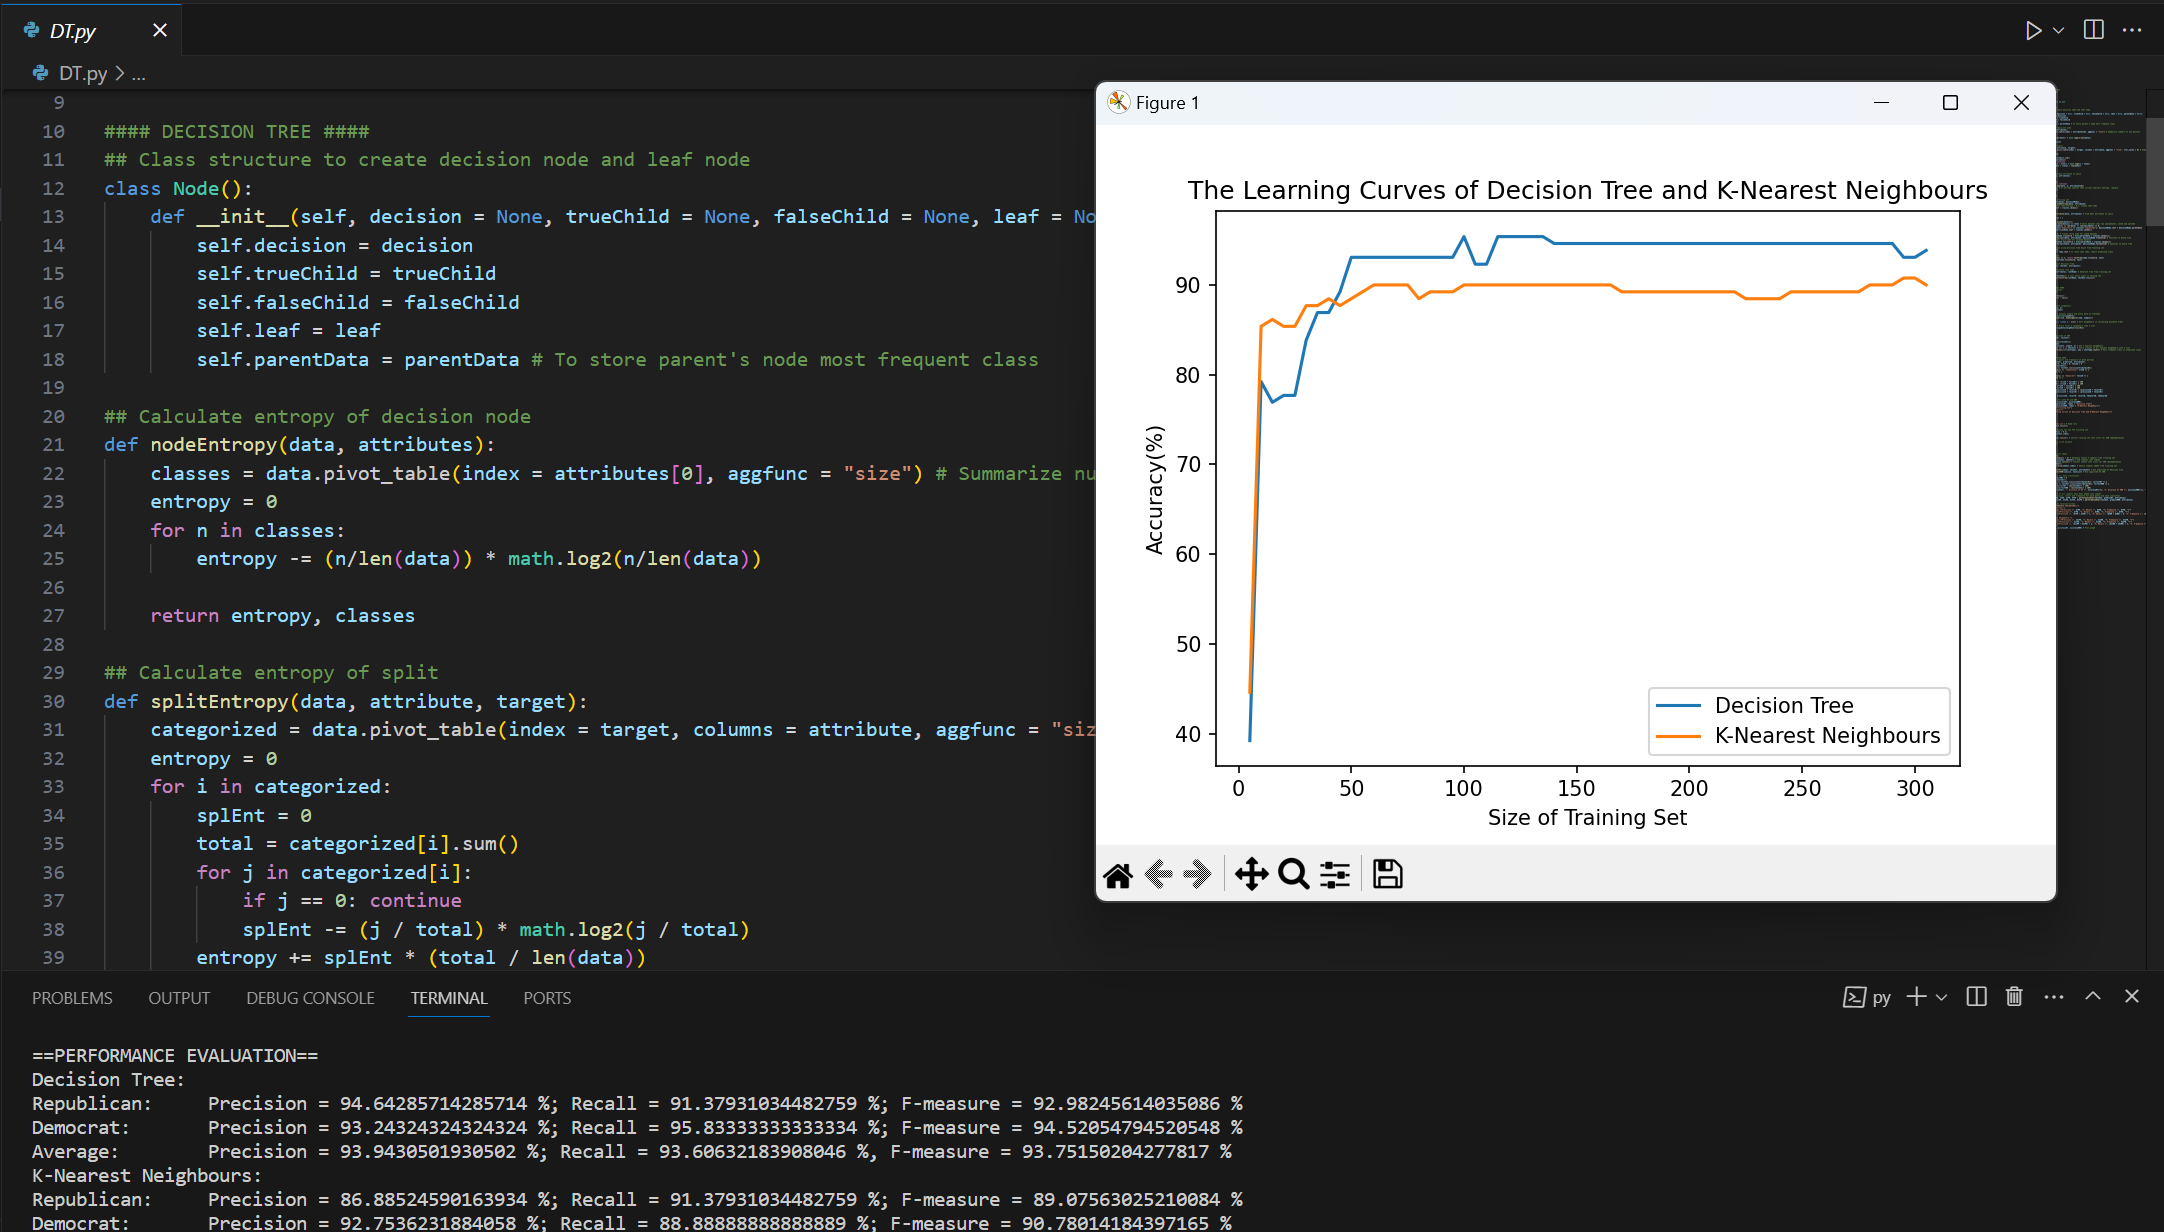 DT.py
DT.py > ...
9
10 #### DECISION TREE ####
11 ## Class structure to create decision node and leaf node
12 class Node():
13 def __init__(self, decision = None, trueChild = None, falseChild = None, leaf = No
14 self.decision = decision
15 self.trueChild = trueChild
16 self.falseChild = falseChild
17 self.leaf = leaf
18 self.parentData = parentData # To store parent's node most frequent class
19
20 ## Calculate entropy of decision node
21 def nodeEntropy(data, attributes):
22 classes = data.pivot_table(index = attributes[0], aggfunc = "size") # Summarize nu
23 entropy = 0
24 for n in classes:
25 entropy -= (n/len(data)) * math.log2(n/len(data))
26
27 return entropy, classes
28
29 ## Calculate entropy of split
30 def splitEntropy(data, attribute, target):
31 categorized = data.pivot_table(index = target, columns = attribute, aggfunc = "siz
32 entropy = 0
33 for i in categorized:
34 splEnt = 0
35 total = categorized[i].sum()
36 for j in categorized[i]:
37 if j == 0: continue
38 splEnt -= (j / total) * math.log2(j / total)
39 entropy += splEnt * (total / len(data))
Figure 1
The Learning Curves of Decision Tree and K-Nearest Neighbours
Accuracy(%)
90
80
70
60
50
40
Decision Tree
K-Nearest Neighbours
0 50 100 150 200 250 300
Size of Training Set
PROBLEMS OUTPUT DEBUG CONSOLE TERMINAL PORTS
py
==PERFORMANCE EVALUATION==
Decision Tree:
Republican: Precision = 94.64285714285714 %; Recall = 91.37931034482759 %; F-measure = 92.98245614035086 %
Democrat: Precision = 93.24324324324324 %; Recall = 95.83333333333334 %; F-measure = 94.52054794520548 %
Average: Precision = 93.9430501930502 %; Recall = 93.60632183908046 %, F-measure = 93.75150204277817 %
K-Nearest Neighbours:
Republican: Precision = 86.88524590163934 %; Recall = 91.37931034482759 %; F-measure = 89.07563025210084 %
Democrat: Precision = 92.7536231884058 %; Recall = 88.88888888888889 %; F-measure = 90.78014184397165 %